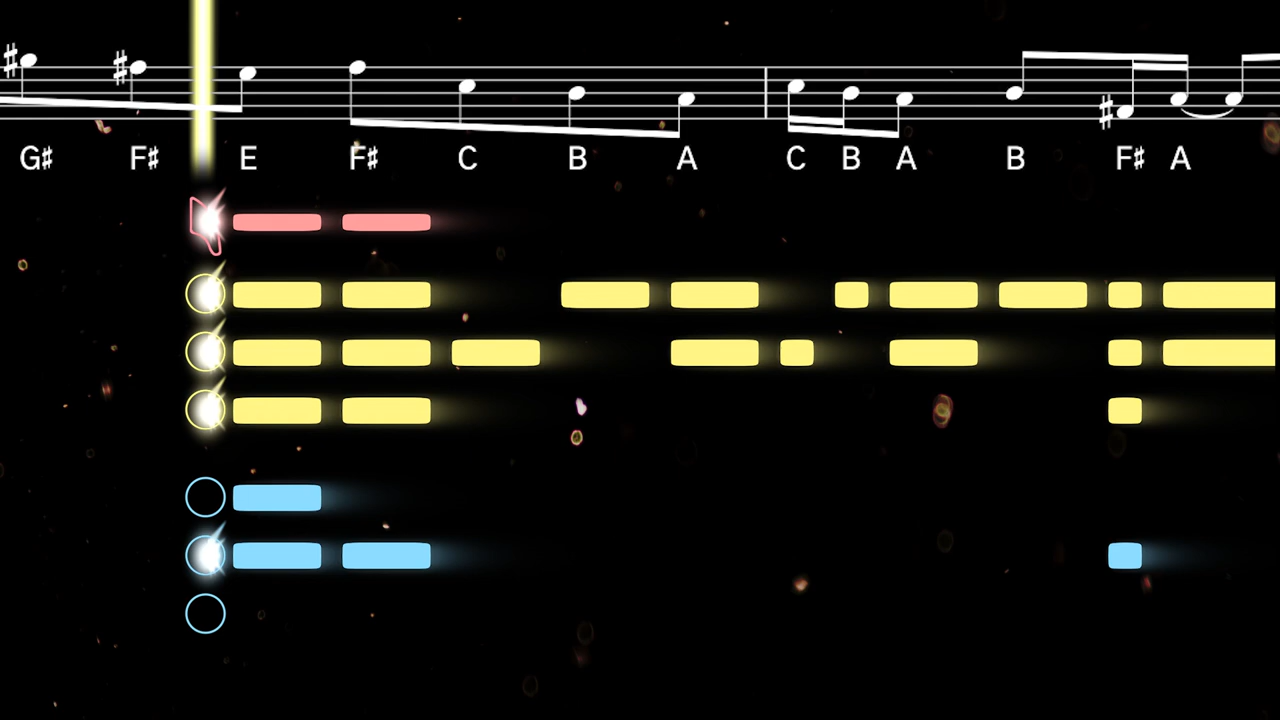 G♯ F♯ E F♯ C B A C B A B F♯ A